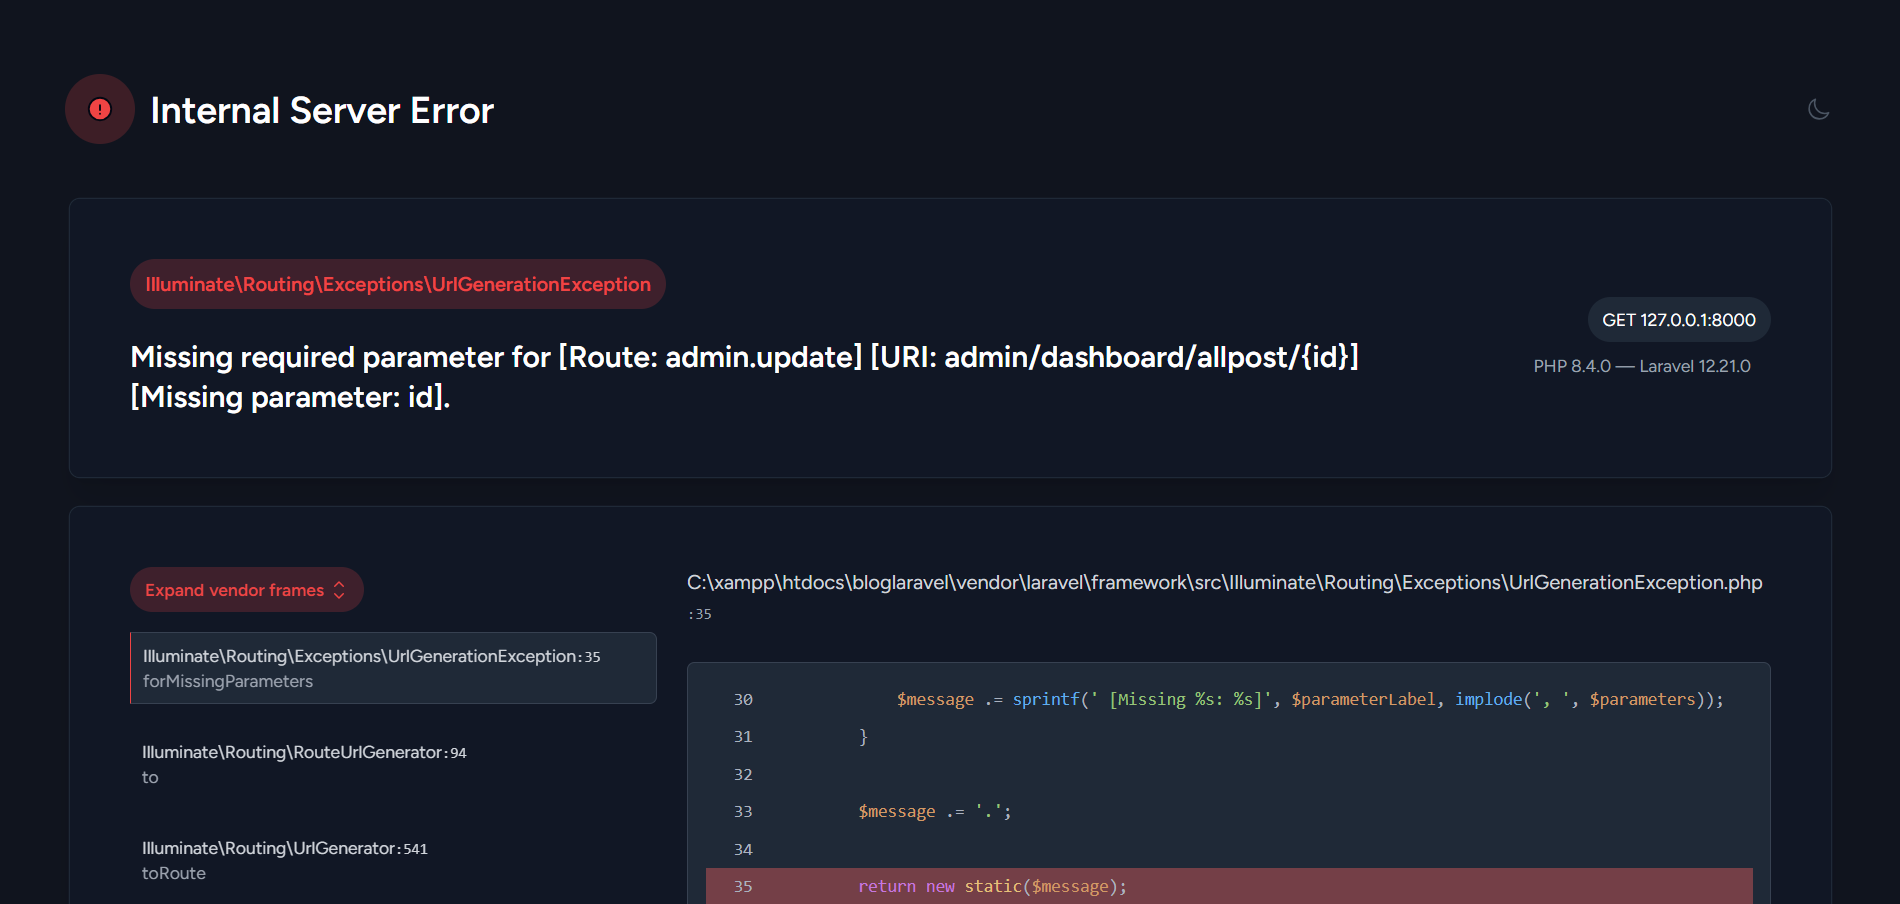 Internal Server Error
Illuminate\Routing\Exceptions\UrlGenerationException
GET 127.0.0.1:8000
Missing required parameter for [Route: admin.update] [URI: admin/dashboard/allpost/{id}]
[Missing parameter: id].
PHP 8.4.0 — Laravel 12.21.0
Expand vendor frames
Illuminate\Routing\Exceptions\UrlGenerationException:35
forMissingParameters
Illuminate\Routing\RouteUrlGenerator:94
to
Illuminate\Routing\UrlGenerator:541
toRoute
C:\xampp\htdocs\bloglaravel\vendor\laravel\framework\src\Illuminate\Routing\Exceptions\UrlGenerationException.php
:35
30 $message .= sprintf(' [Missing %s: %s]', $parameterLabel, implode(', ', $parameters));
31 }
32
33 $message .= '.';
34
35 return new static($message);